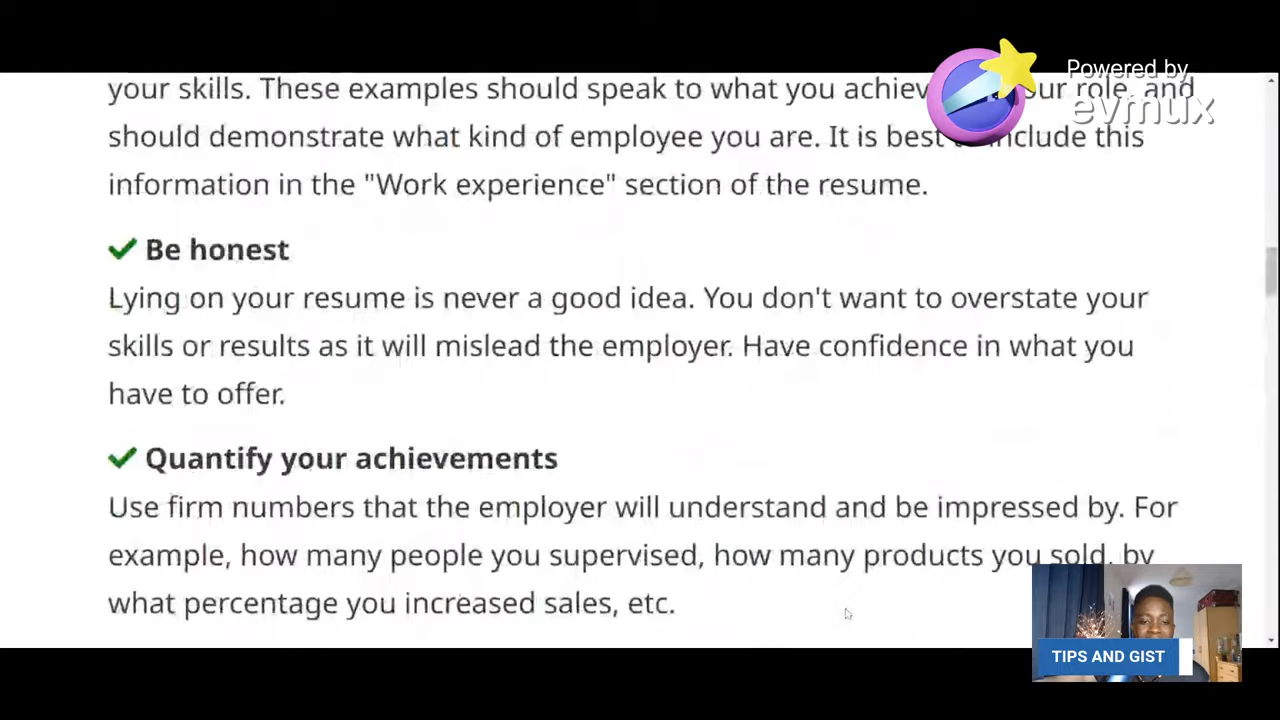 Powered by
evmux
your skills. These examples should speak to what you achiev our role, and
should demonstrate what kind of employee you are. It is best to include this
information in the "Work experience" section of the resume.
✔ Be honest
Lying on your resume is never a good idea. You don't want to overstate your
skills or results as it will mislead the employer. Have confidence in what you
have to offer.
✔ Quantify your achievements
Use firm numbers that the employer will understand and be impressed by. For
example, how many people you supervised, how many products you sold, by
what percentage you increased sales, etc.
TIPS AND GIST